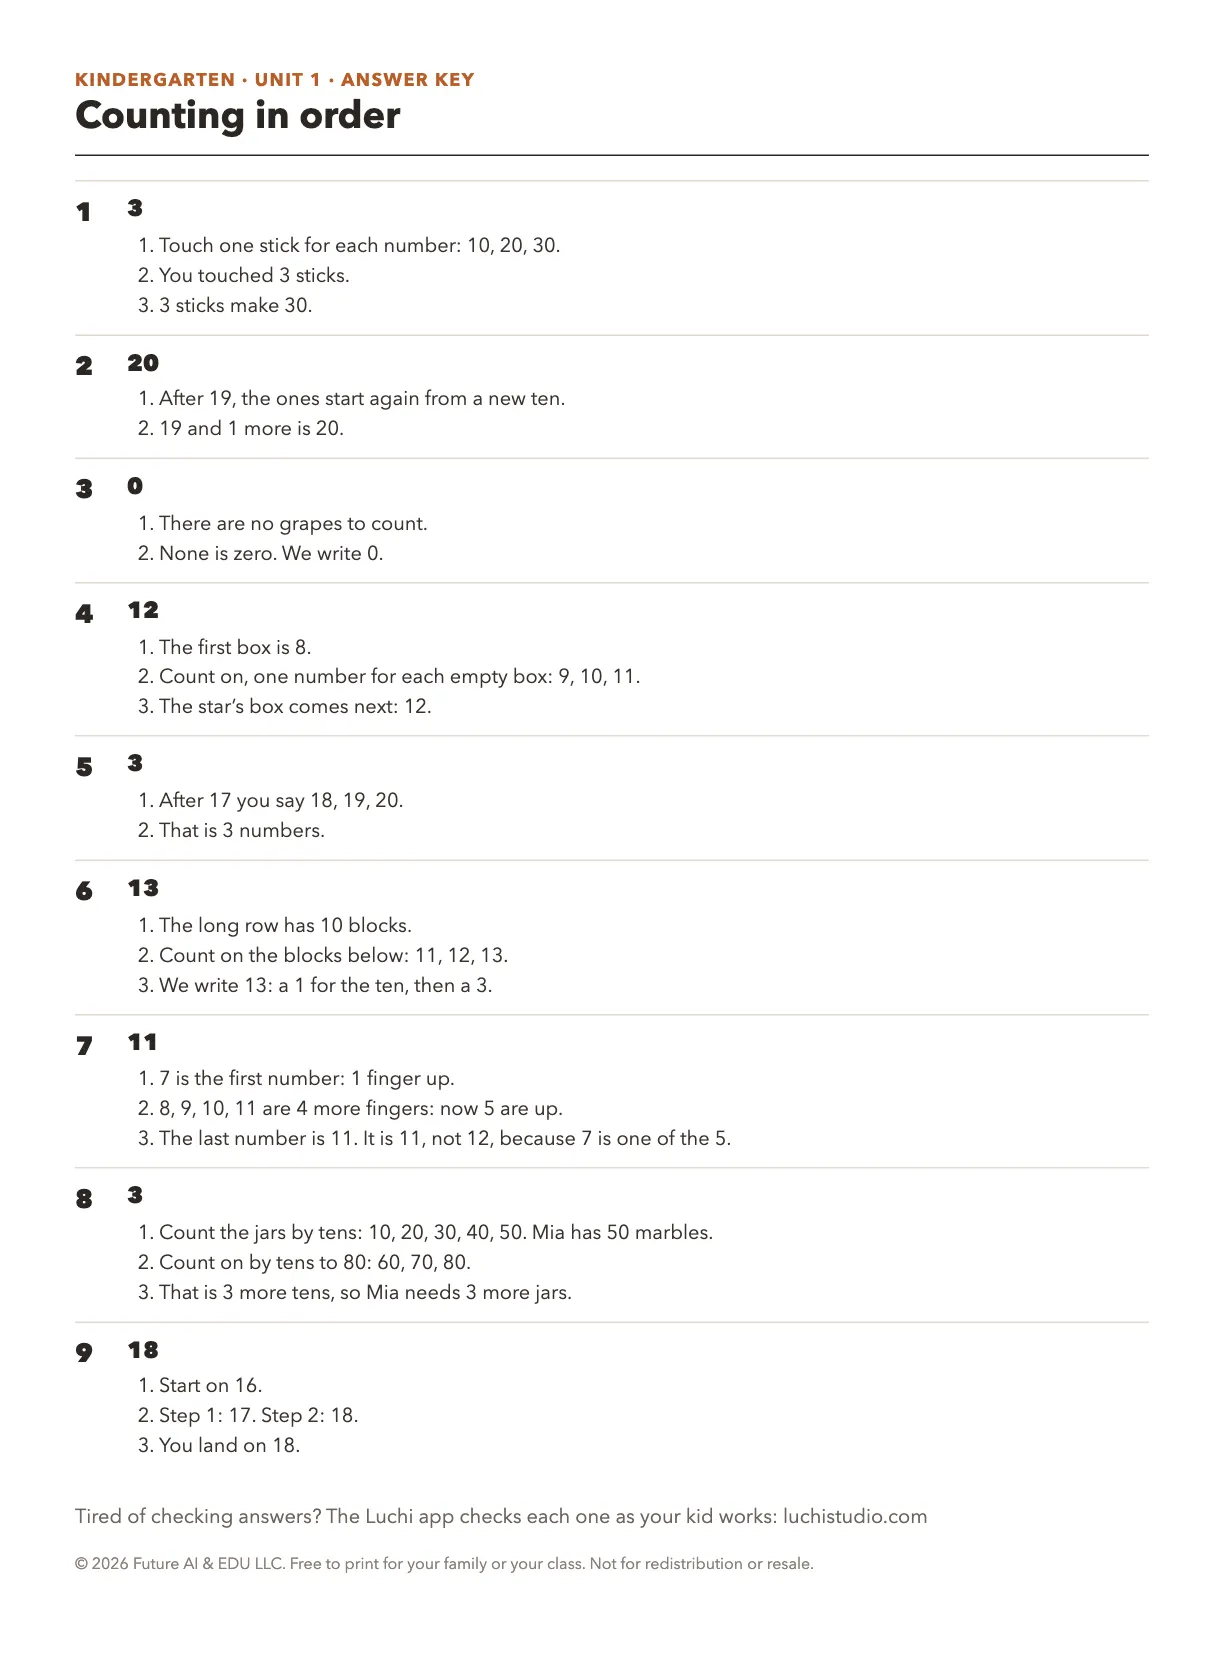 KINDERGARTEN · UNIT 1 · ANSWER KEY
Counting in order
1 3
1. Touch one stick for each number: 10, 20, 30.
2. You touched 3 sticks.
3. 3 sticks make 30.
2 20
1. After 19, the ones start again from a new ten.
2. 19 and 1 more is 20.
3 0
1. There are no grapes to count.
2. None is zero. We write 0.
4 12
1. The first box is 8.
2. Count on, one number for each empty box: 9, 10, 11.
3. The star’s box comes next: 12.
5 3
1. After 17 you say 18, 19, 20.
2. That is 3 numbers.
6 13
1. The long row has 10 blocks.
2. Count on the blocks below: 11, 12, 13.
3. We write 13: a 1 for the ten, then a 3.
7 11
1. 7 is the first number: 1 finger up.
2. 8, 9, 10, 11 are 4 more fingers: now 5 are up.
3. The last number is 11. It is 11, not 12, because 7 is one of the 5.
8 3
1. Count the jars by tens: 10, 20, 30, 40, 50. Mia has 50 marbles.
2. Count on by tens to 80: 60, 70, 80.
3. That is 3 more tens, so Mia needs 3 more jars.
9 18
1. Start on 16.
2. Step 1: 17. Step 2: 18.
3. You land on 18.
Tired of checking answers? The Luchi app checks each one as your kid works: luchistudio.com
© 2026 Future AI & EDU LLC. Free to print for your family or your class. Not for redistribution or resale.